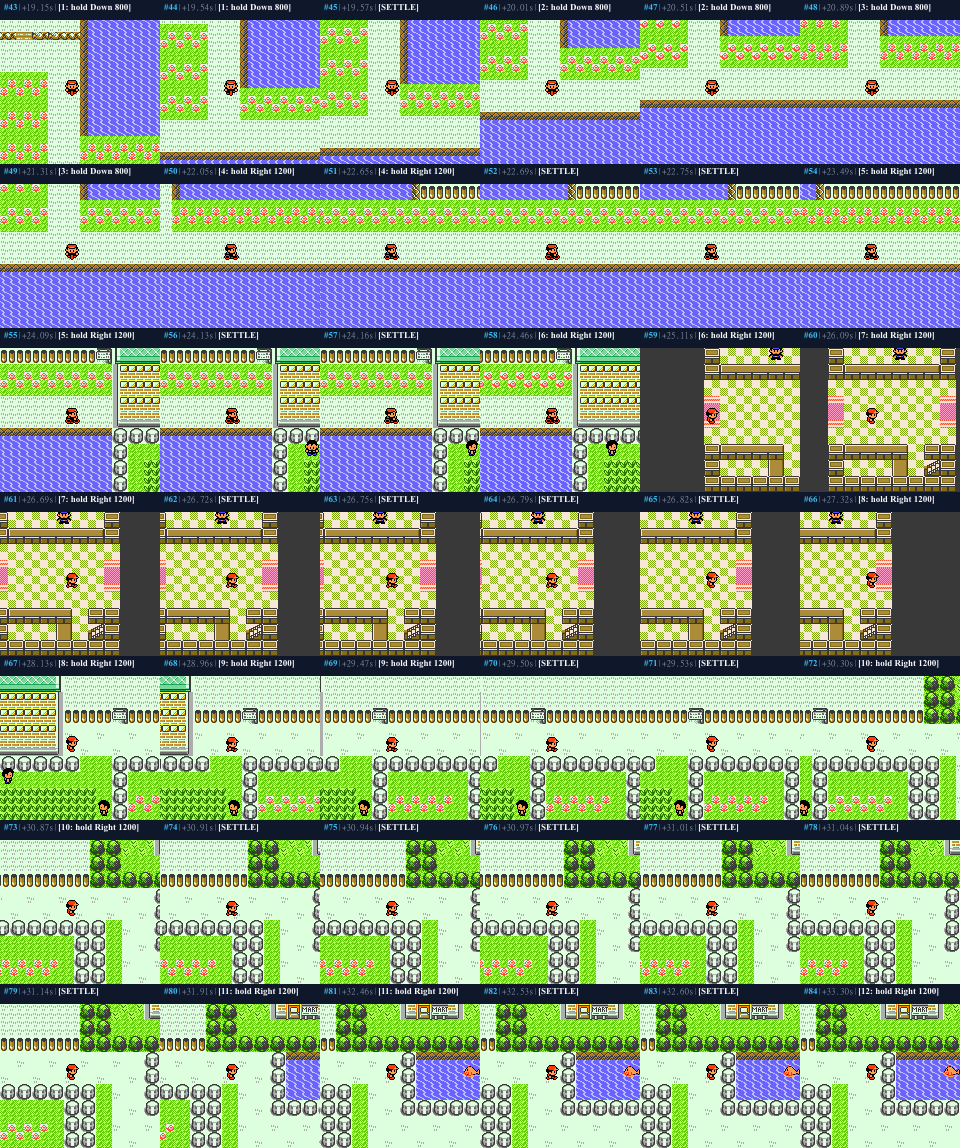 #43|+19.15s|[1: hold Down 800] #44|+19.54s|[1: hold Down 800] #45|+19.57s|[SETTLE] #46|+20.01s|[2: hold Down 800] #47|+20.51s|[2: hold Down 800] #48|+20.89s|[3: hold Down 800]
#49|+21.31s|[3: hold Down 800] #50|+22.05s|[4: hold Right 1200] #51|+22.65s|[4: hold Right 1200] #52|+22.69s|[SETTLE] #53|+22.75s|[SETTLE] #54|+23.49s|[5: hold Right 1200]
#55|+24.09s|[5: hold Right 1200] #56|+24.13s|[SETTLE] #57|+24.16s|[SETTLE] #58|+24.46s|[6: hold Right 1200] #59|+25.11s|[6: hold Right 1200] #60|+26.09s|[7: hold Right 1200]
#61|+26.69s|[7: hold Right 1200] #62|+26.72s|[SETTLE] #63|+26.75s|[SETTLE] #64|+26.79s|[SETTLE] #65|+26.82s|[SETTLE] #66|+27.32s|[8: hold Right 1200]
#67|+28.13s|[8: hold Right 1200] #68|+28.96s|[9: hold Right 1200] #69|+29.47s|[9: hold Right 1200] #70|+29.50s|[SETTLE] #71|+29.53s|[SETTLE] #72|+30.30s|[10: hold Right 1200]
#73|+30.87s|[10: hold Right 1200] #74|+30.91s|[SETTLE] #75|+30.94s|[SETTLE] #76|+30.97s|[SETTLE] #77|+31.01s|[SETTLE] #78|+31.04s|[SETTLE]
#79|+31.14s|[SETTLE] #80|+31.91s|[11: hold Right 1200] #81|+32.46s|[11: hold Right 1200] #82|+32.53s|[SETTLE] #83|+32.60s|[SETTLE] #84|+33.30s|[12: hold Right 1200]
MART MART MART MART MART